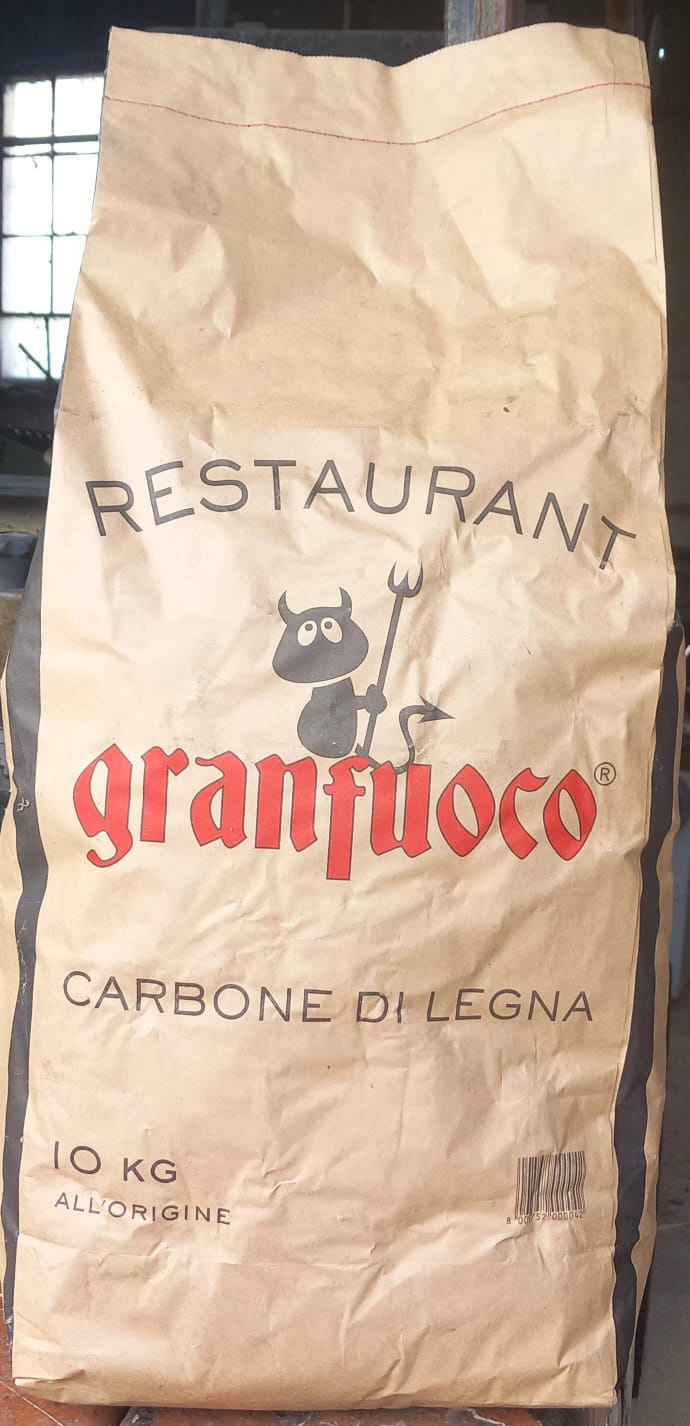 RESTAURANT
granfuoco®
CARBONE DI LEGNA
10 KG
ALL'ORIGINE